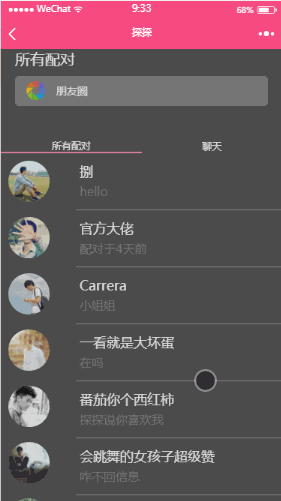 WeChat
9:33
68%
探探
所有配对
朋友圈
所有配对
聊天
捌
hello
官方大佬
配对于4天前
Carrera
小姐姐
一看就是大坏蛋
在吗
番茄你个西红柿
探探说你喜欢我
会跳舞的女孩子超级赞
咋不回信息